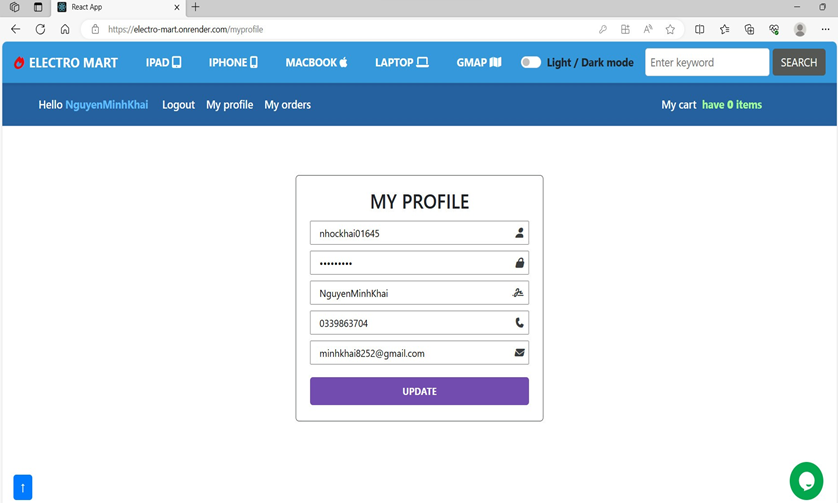 React App
https://electro-mart.onrender.com/myprofile
ELECTRO MART IPAD IPHONE MACBOOK LAPTOP GMAP Light / Dark mode Enter keyword SEARCH
Hello NguyenMinhKhai Logout My profile My orders My cart have 0 items
MY PROFILE
nhockhai01645
•••••••••
NguyenMinhKhai
0339863704
minhkhai8252@gmail.com
UPDATE